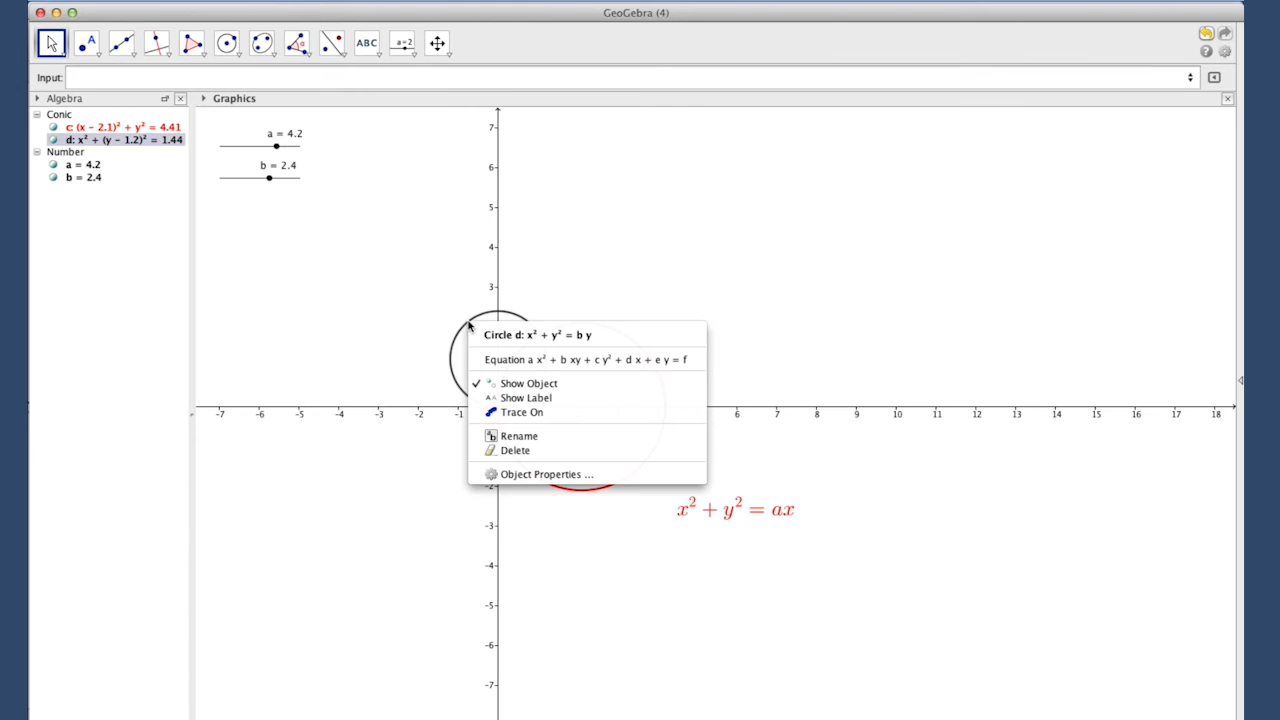 GeoGebra (4)
ABC
a=2
Input:
Algebra
Graphics
Conic
c: (x – 2.1)² + y² = 4.41
d: x² + (y – 1.2)² = 1.44
Number
a = 4.2
b = 2.4
a = 4.2
b = 2.4
7
6
5
4
3
Circle d: x² + y² = b y
Equation a x² + b xy + c y² + d x + e y = f
✓ Show Object
AA Show Label
Trace On
-7 -6 -5 -4 -3 -2 -1 6 7 8 9 10 11 12 13 14 15 16 17 18
Rename
Delete
Object Properties ...
-2
x² + y² = ax
-3
-4
-5
-6
-7